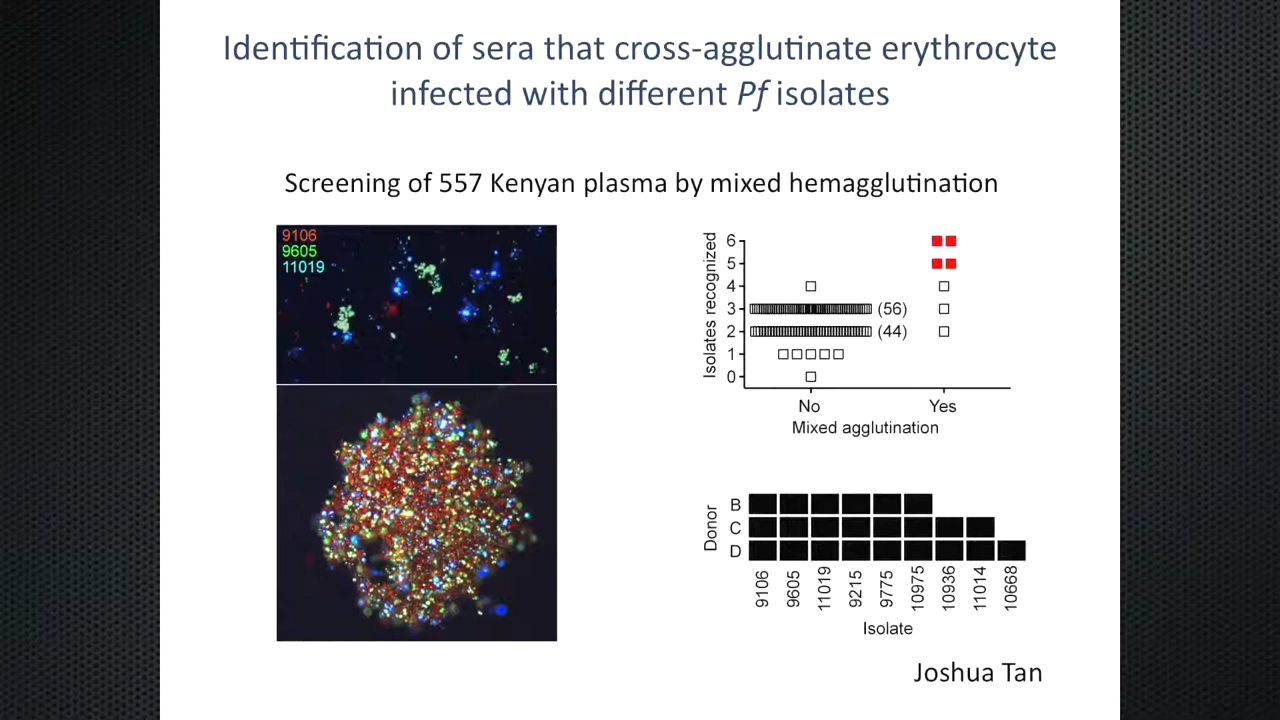 Identification of sera that cross-agglutinate erythrocyte
infected with different Pf isolates
Screening of 557 Kenyan plasma by mixed hemagglutination
9106
9605
11019
Isolates recognized
6
5
4
3
2
1
0
(56)
(44)
No
Yes
Mixed agglutination
Donor
B
C
D
9106
9605
11019
9215
9775
10975
10936
11014
10668
Isolate
Joshua Tan